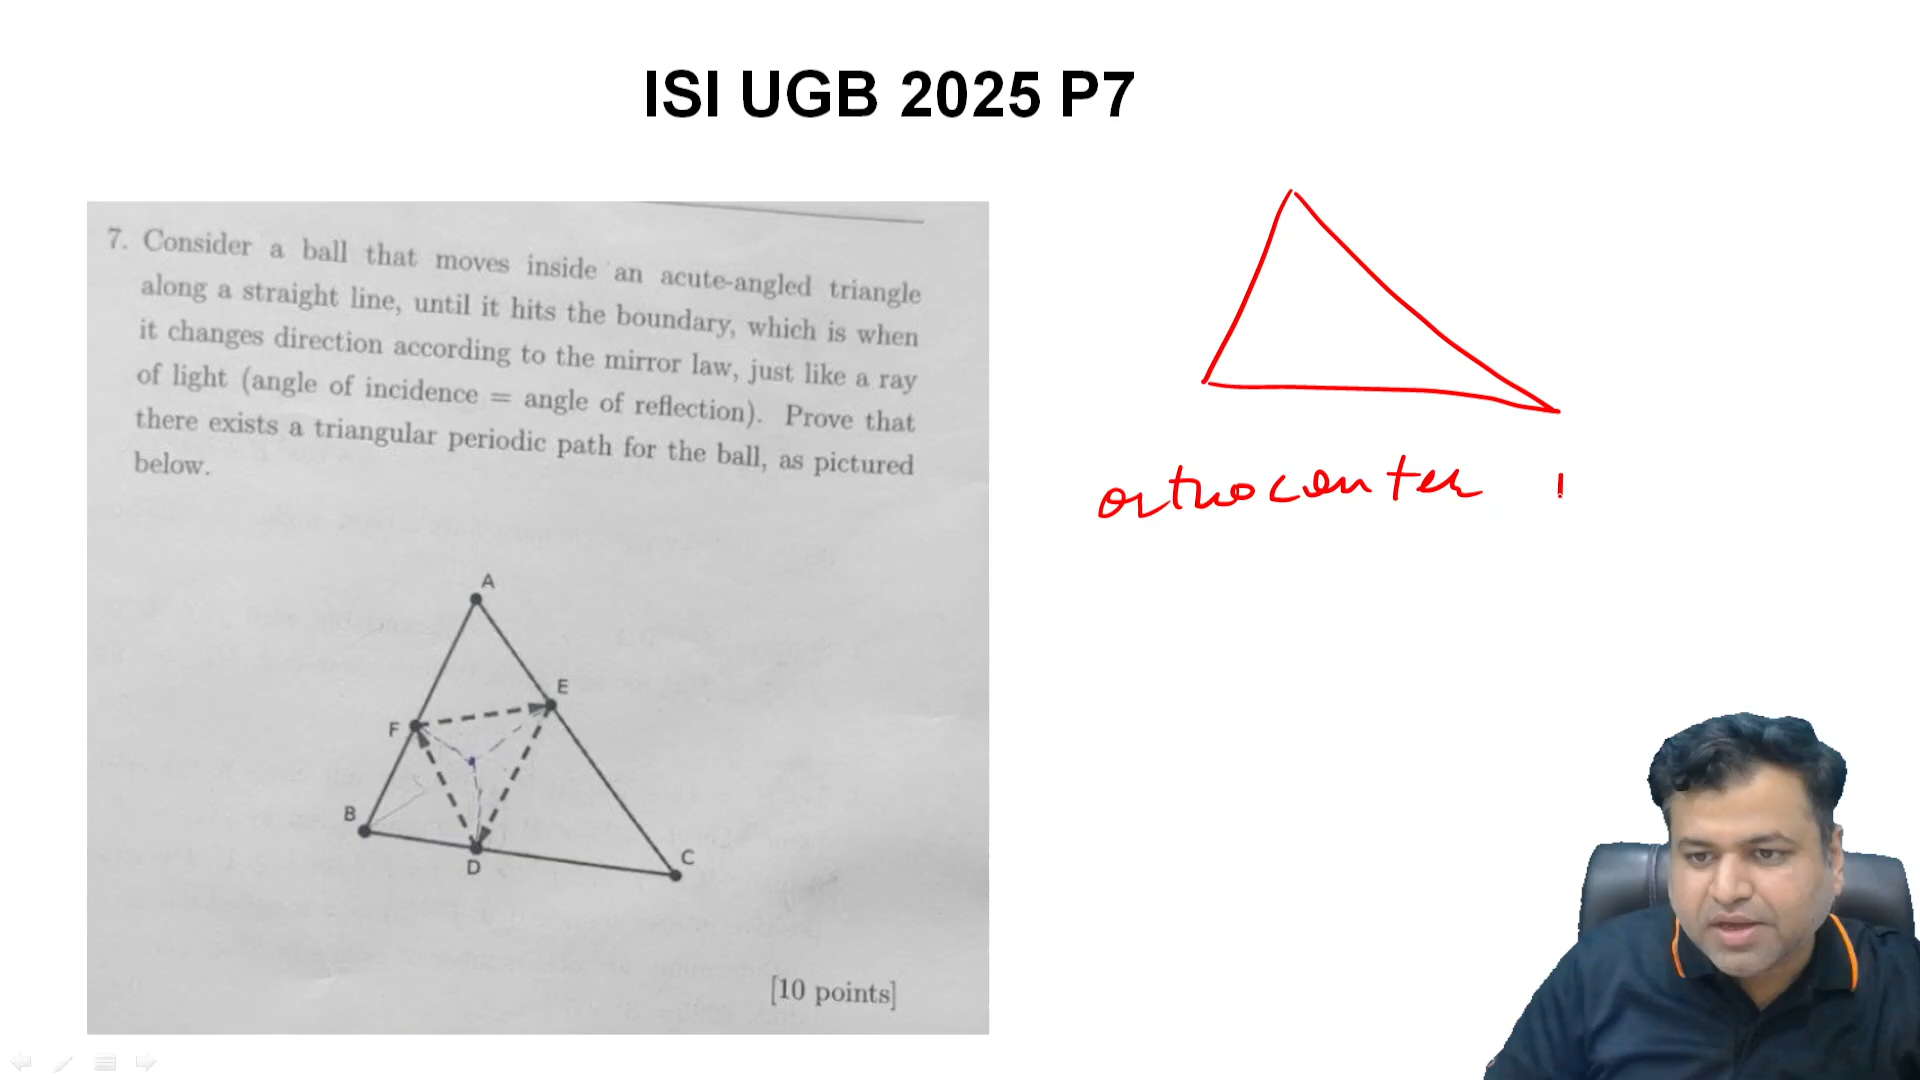 ISI UGB 2025 P7
7. Consider a ball that moves inside an acute-angled triangle
along a straight line, until it hits the boundary, which is when
it changes direction according to the mirror law, just like a ray
of light (angle of incidence = angle of reflection). Prove that
there exists a triangular periodic path for the ball, as pictured
below.
A
E
F
B
D
C
[10 points]
orthocenter